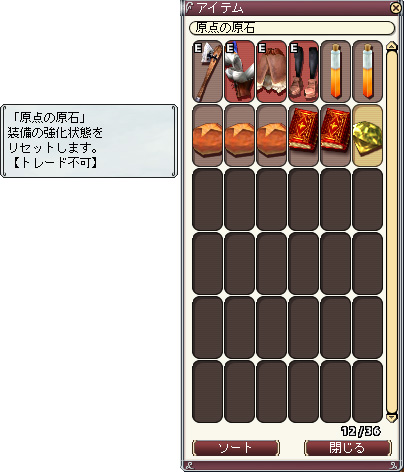 アイテム
原点の原石
E
E
E
E
「原点の原石」
装備の強化状態を
リセットします。
【トレード不可】
12/36
ソート
閉じる